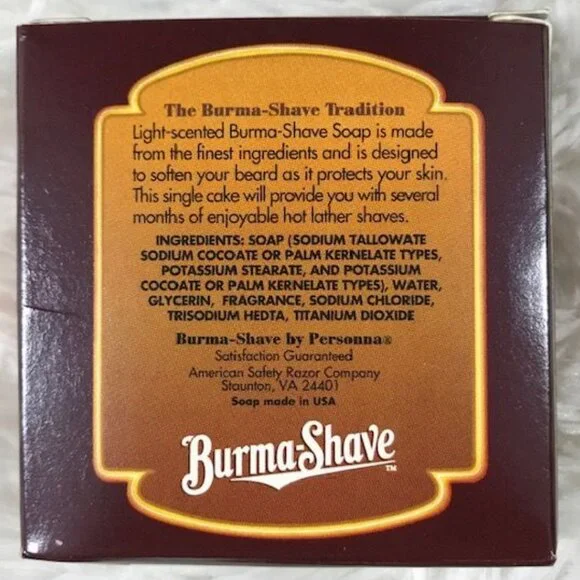 The Burma-Shave Tradition
Light-scented Burma-Shave Soap is made
from the finest ingredients and is designed
to soften your beard as it protects your skin.
This single cake will provide you with several
months of enjoyable hot lather shaves.
INGREDIENTS: SOAP (SODIUM TALLOWATE
SODIUM COCOATE OR PALM KERNELATE TYPES,
POTASSIUM STEARATE, AND POTASSIUM
COCOATE OR PALM KERNELATE TYPES), WATER,
GLYCERIN, FRAGRANCE, SODIUM CHLORIDE,
TRISODIUM HEDTA, TITANIUM DIOXIDE
Burma-Shave by Personna®
Satisfaction Guaranteed
American Safety Razor Company
Staunton, VA 24401
Soap made in USA
Burma-Shave™